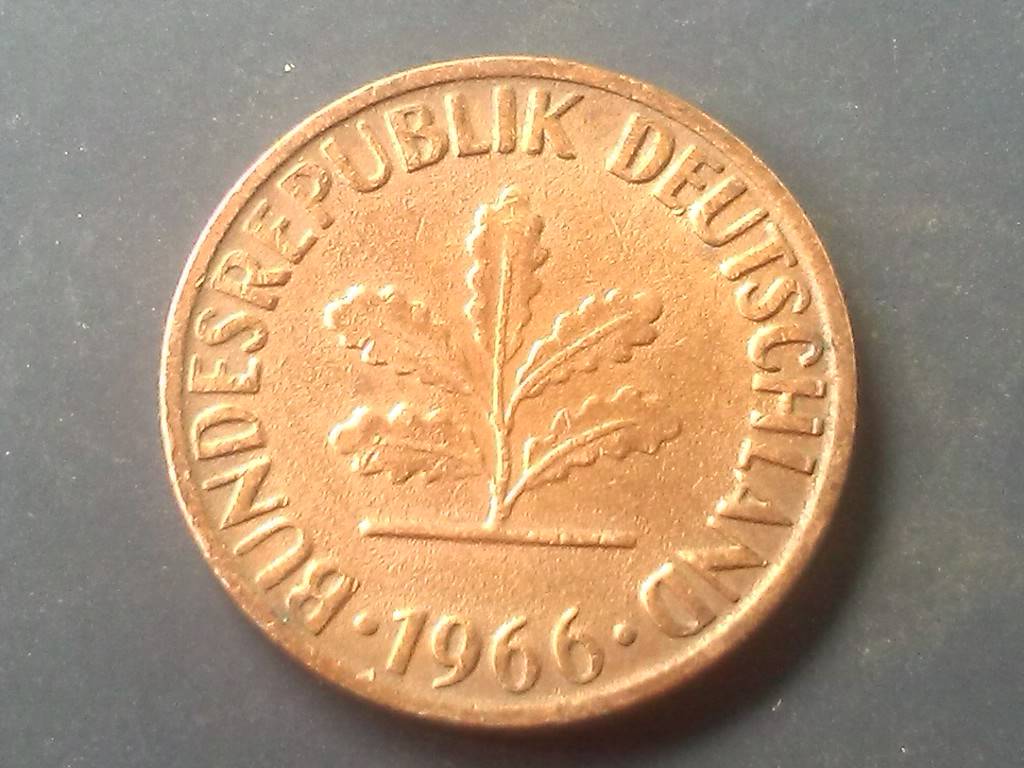 BUNDESREPUBLIK DEUTSCHLAND
· 1966 ·